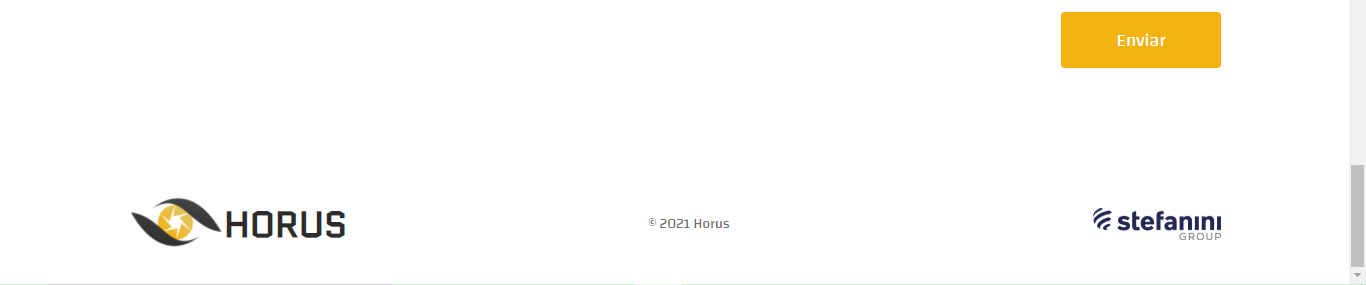 Enviar
HORUS
© 2021 Horus
stefanini
GROUP